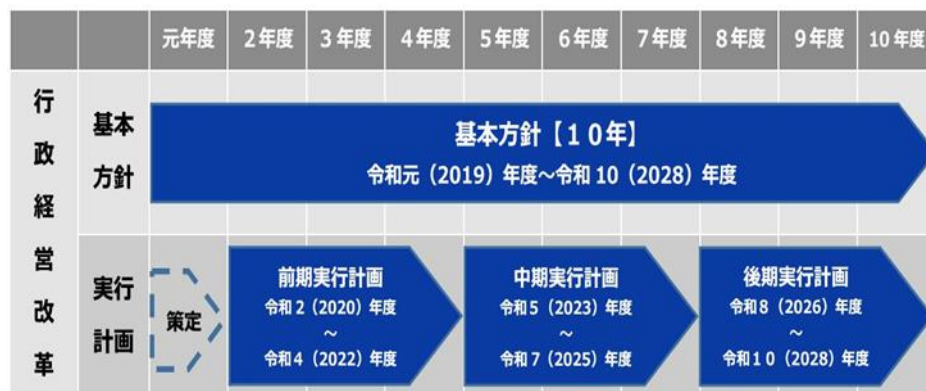 元年度 2年度 3年度 4年度 5年度 6年度 7年度 8年度 9年度 10年度
行政経営改革
基本
方針
基本方針【10年】
令和元(2019)年度~令和10(2028)年度
実行
計画
策定
前期実行計画
令和2(2020)年度
~
令和4(2022)年度
中期実行計画
令和5(2023)年度
~
令和7(2025)年度
後期実行計画
令和8(2026)年度
~
令和10(2028)年度